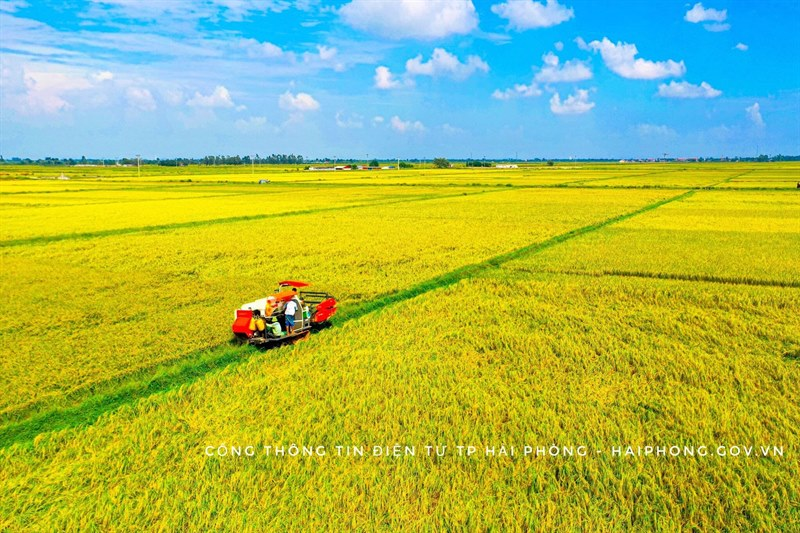 CỔNG THÔNG TIN ĐIỆN TỬ TP HẢI PHÒNG - HAIPHONG.GOV.VN